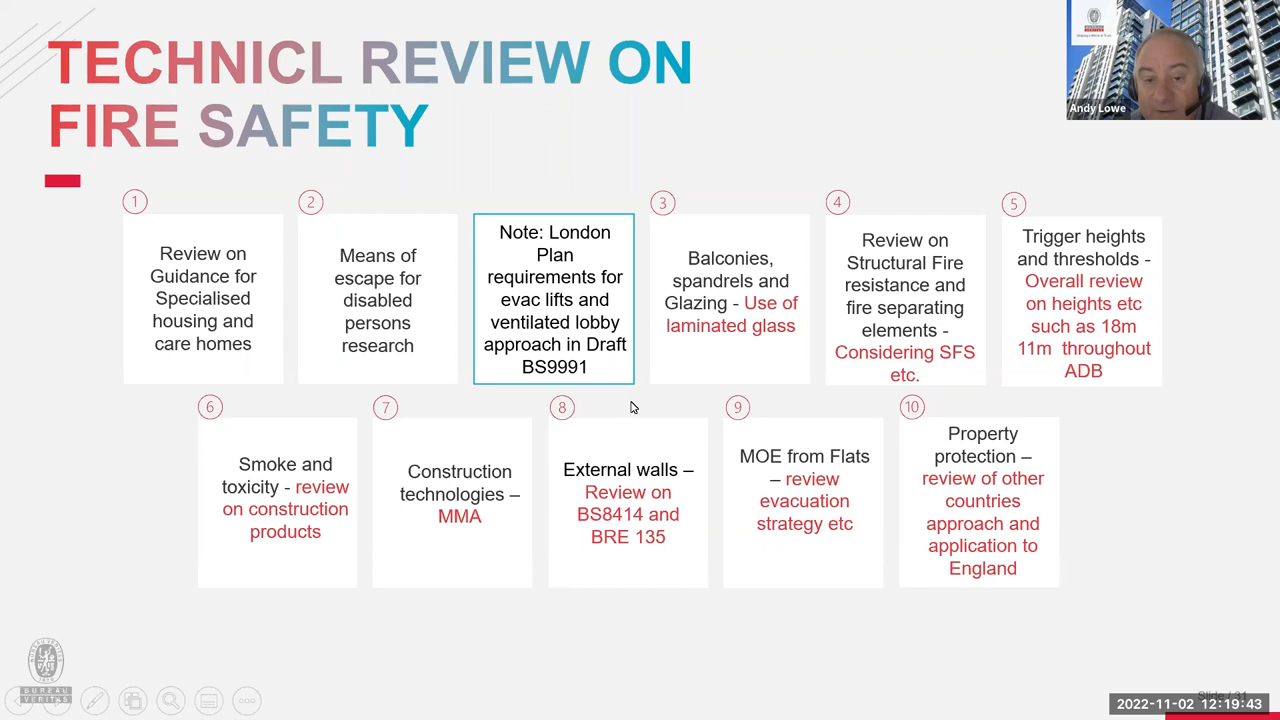 TECHNICL REVIEW ON
FIRE SAFETY
Andy Lowe
1
Review on
Guidance for
Specialised
housing and
care homes
2
Means of
escape for
disabled
persons
research
Note: London
Plan
requirements for
evac lifts and
ventilated lobby
approach in Draft
BS9991
3
Balconies,
spandrels and
Glazing - Use of
laminated glass
4
Review on
Structural Fire
resistance and
fire separating
elements -
Considering SFS
etc.
5
Trigger heights
and thresholds -
Overall review
on heights etc
such as 18m
11m throughout
ADB
6
Smoke and
toxicity - review
on construction
products
7
Construction
technologies –
MMA
8
External walls –
Review on
BS8414 and
BRE 135
9
MOE from Flats
– review
evacuation
strategy etc
10
Property
protection –
review of other
countries
approach and
application to
England
BUREAU
VERITAS
Slide / 31
2022-11-02 12:19:43